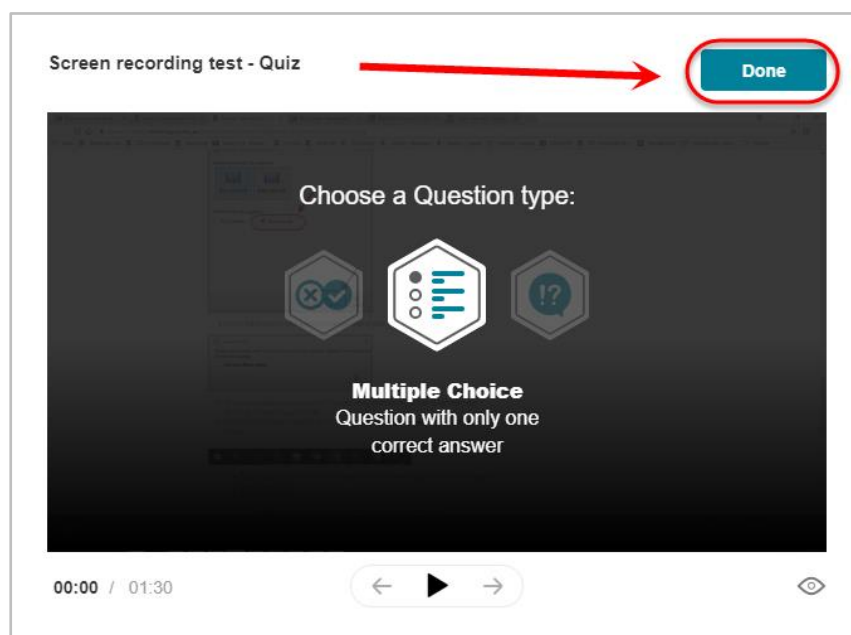 Screen recording test - Quiz
Done
Choose a Question type:
!?
Multiple Choice
Question with only one
correct answer
00:00 / 01:30